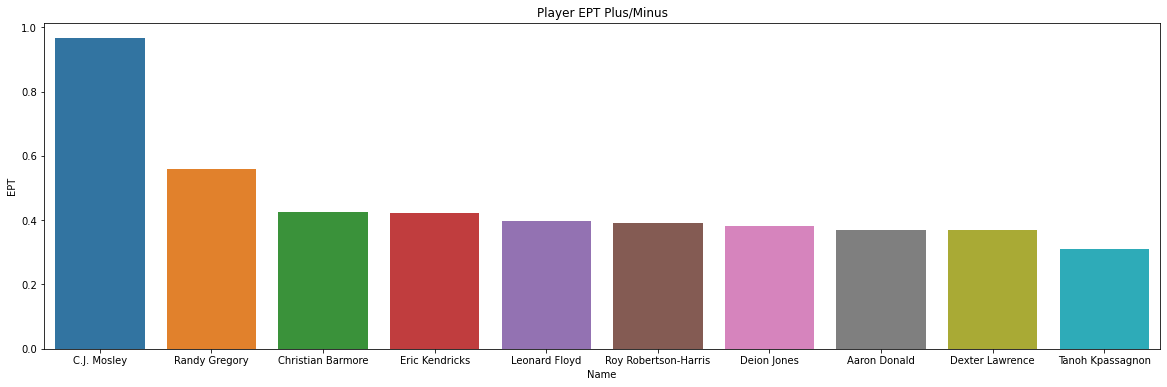 Player EPT Plus/Minus
1.0
0.8
0.6
0.4
0.2
0.0
EPT
C.J. Mosley Randy Gregory Christian Barmore Eric Kendricks Leonard Floyd Roy Robertson-Harris Deion Jones Aaron Donald Dexter Lawrence Tanoh Kpassagnon
Name